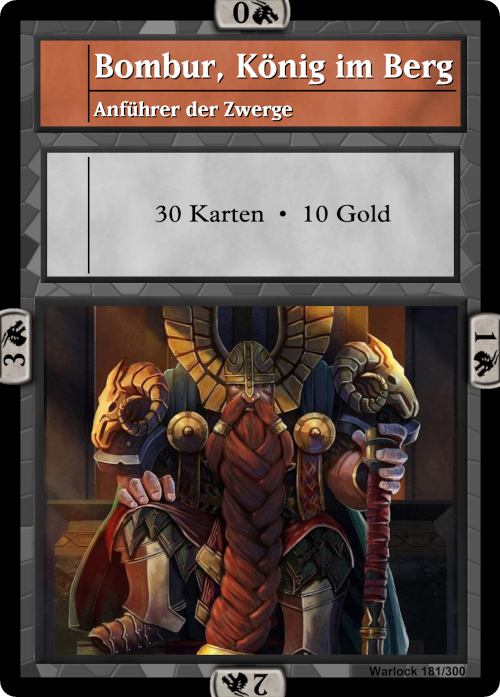 0
Bombur, König im Berg
Anführer der Zwerge
30 Karten • 10 Gold
3
1
Warlock 181/300
2